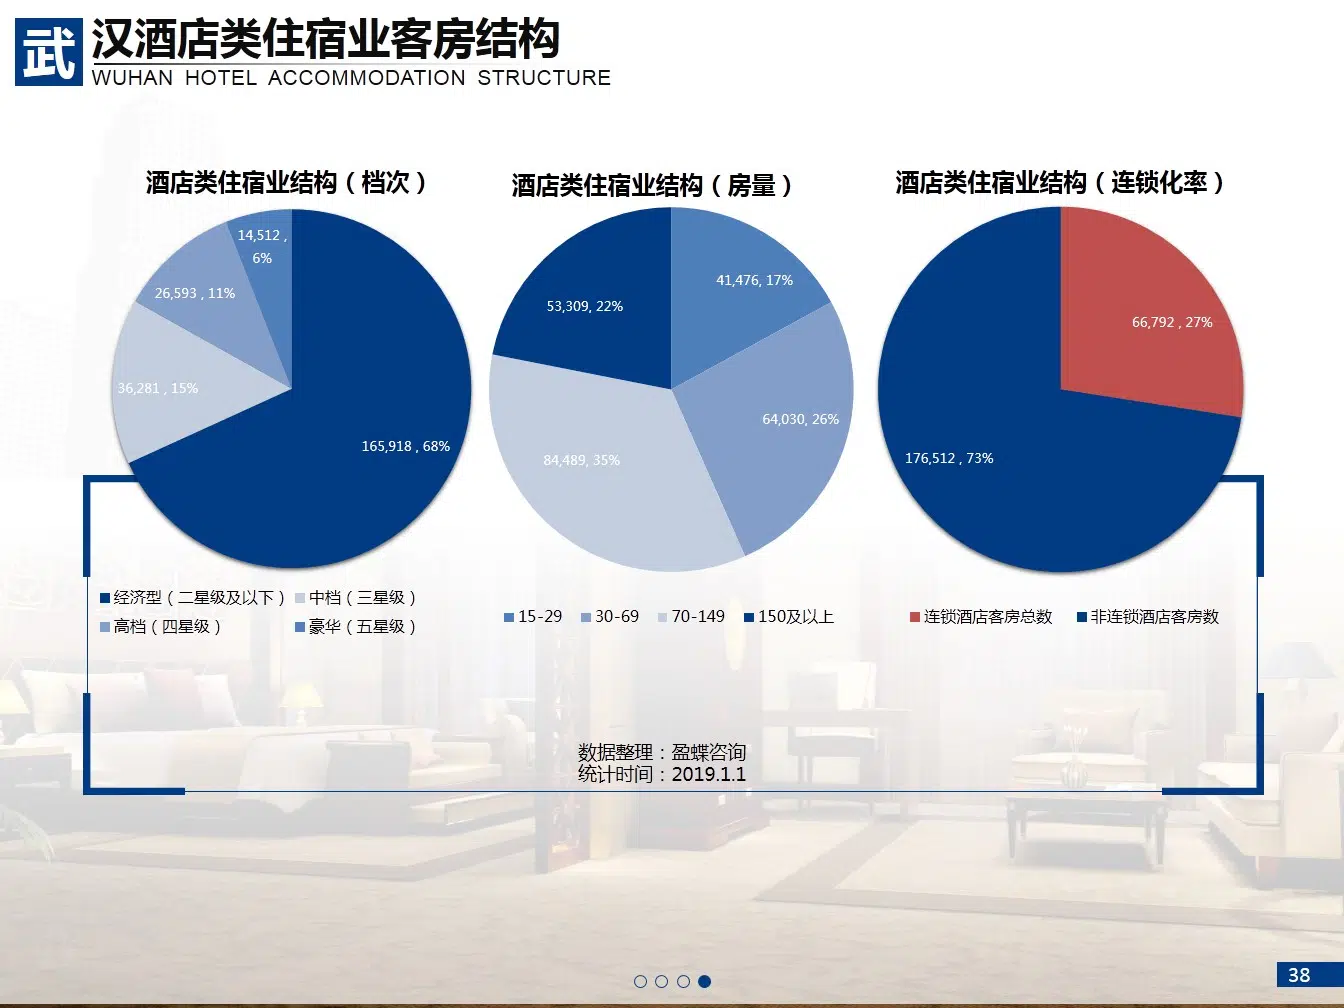 武汉酒店类住宿业客房结构
WUHAN HOTEL ACCOMMODATION STRUCTURE
酒店类住宿业结构（档次）
14,512 ,
6%
26,593 , 11%
36,281 , 15%
165,918 , 68%
经济型（二星级及以下） 中档（三星级）
高档（四星级） 豪华（五星级）
酒店类住宿业结构（房量）
53,309, 22%
41,476, 17%
64,030, 26%
84,489, 35%
15-29 30-69 70-149 150及以上
酒店类住宿业结构（连锁化率）
66,792 , 27%
176,512 , 73%
连锁酒店客房总数 非连锁酒店客房数
数据整理：盈蝶咨询
统计时间：2019.1.1
38